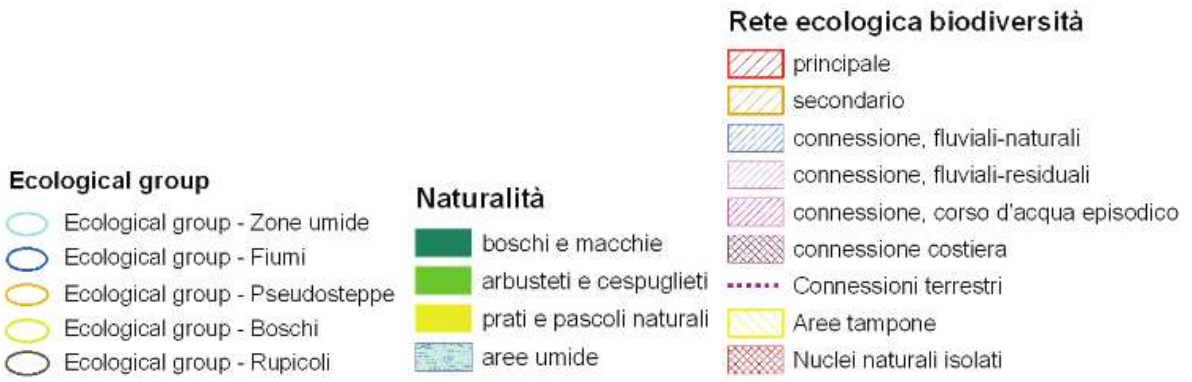 Ecological group
Ecological group - Zone umide
Ecological group - Fiumi
Ecological group - Pseudosteppe
Ecological group - Boschi
Ecological group - Rupicoli
Naturalità
boschi e macchie
arbusteti e cespuglieti
prati e pascoli naturali
aree umide
Rete ecologica biodiversità
principale
secondario
connessione, fluviali-naturali
connessione, fluviali-residuali
connessione, corso d'acqua episodico
connessione costiera
Connessioni terrestri
Aree tampone
Nuclei naturali isolati